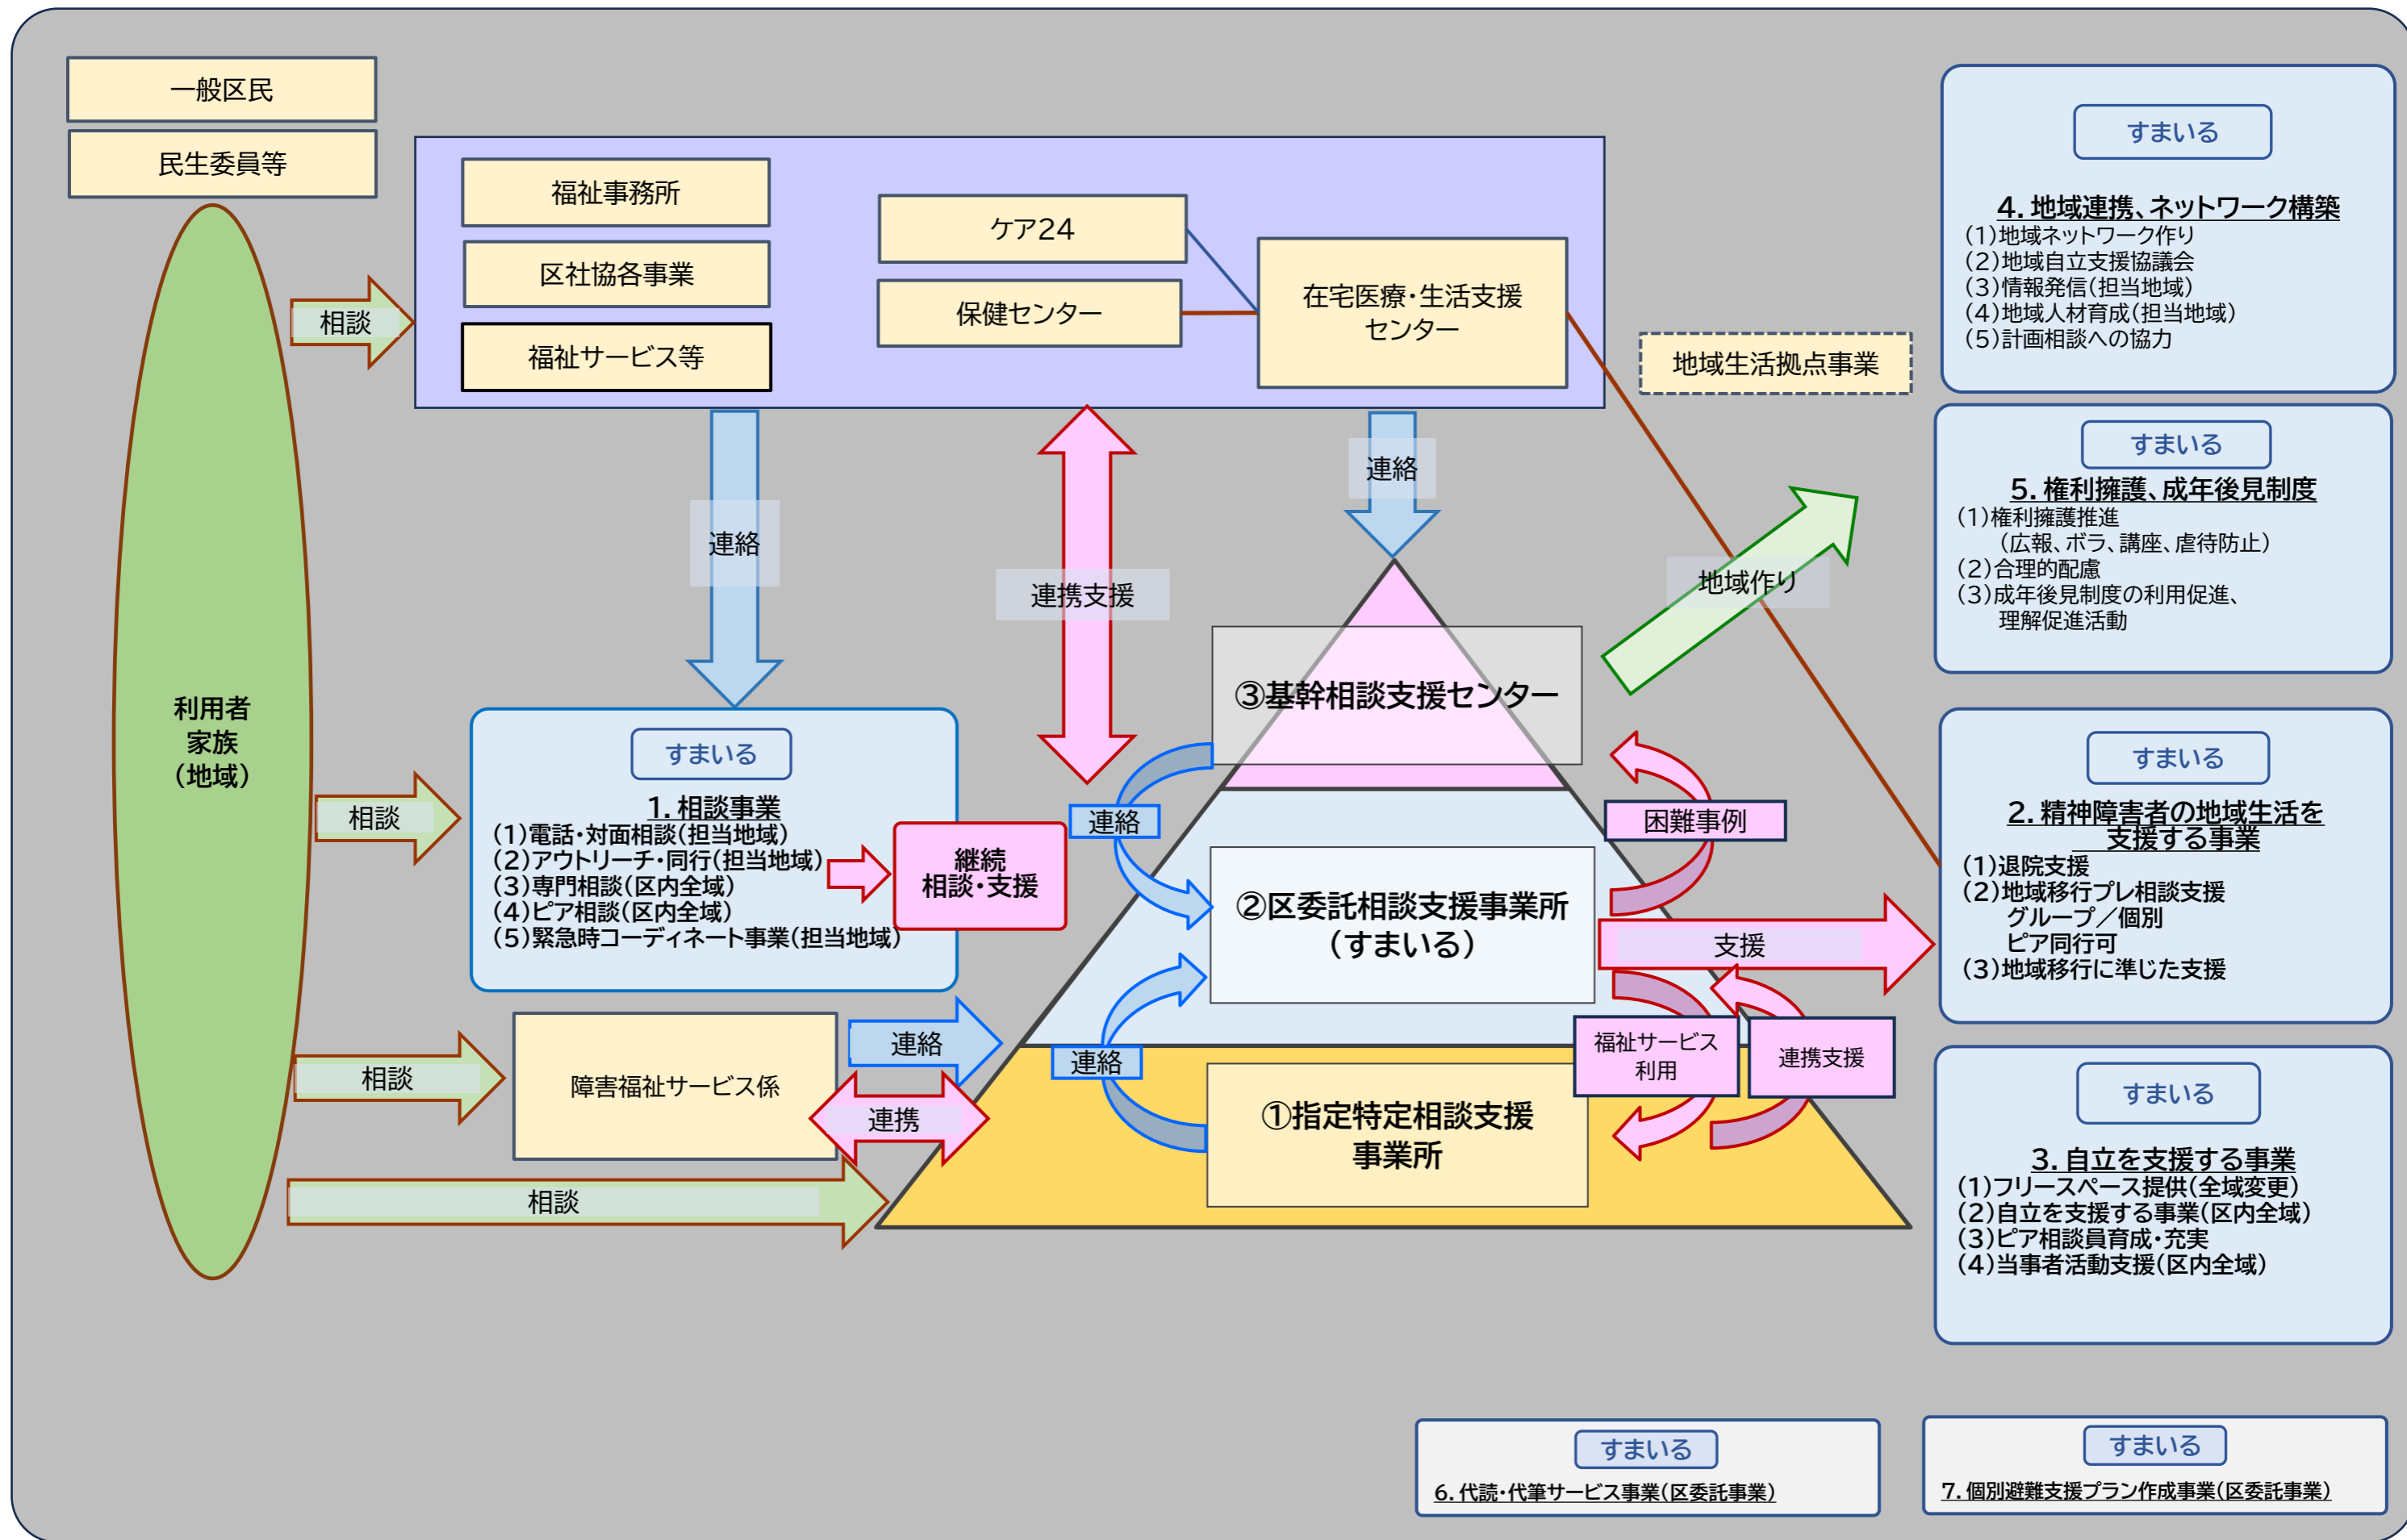 一般区民
民生委員等
利用者
家族
(地域)
相談
福祉事務所
区社協各事業
福祉サービス等
ケア24
保健センター
在宅医療・生活支援
センター
地域生活拠点事業
連絡
連携支援
連絡
地域作り
相談
すまいる
1. 相談事業
(1)電話・対面相談(担当地域)
(2)アウトリーチ・同行(担当地域)
(3)専門相談(区内全域)
(4)ピア相談(区内全域)
(5)緊急時コーディネート事業(担当地域)
継続
相談・支援
相談
障害福祉サービス係
連絡
連携
相談
③基幹相談支援センター
連絡
困難事例
②区委託相談支援事業所
(すまいる)
支援
連絡
福祉サービス
利用
連携支援
①指定特定相談支援
事業所
すまいる
4. 地域連携、ネットワーク構築
(1)地域ネットワーク作り
(2)地域自立支援協議会
(3)情報発信(担当地域)
(4)地域人材育成(担当地域)
(5)計画相談への協力
すまいる
5. 権利擁護、成年後見制度
(1)権利擁護推進
(広報、ボラ、講座、虐待防止)
(2)合理的配慮
(3)成年後見制度の利用促進、
理解促進活動
すまいる
2. 精神障害者の地域生活を
支援する事業
(1)退院支援
(2)地域移行プレ相談支援
グループ/個別
ピア同行可
(3)地域移行に準じた支援
すまいる
3. 自立を支援する事業
(1)フリースペース提供(全域変更)
(2)自立を支援する事業(区内全域)
(3)ピア相談員育成・充実
(4)当事者活動支援(区内全域)
すまいる
6. 代読・代筆サービス事業(区委託事業)
すまいる
7. 個別避難支援プラン作成事業(区委託事業)